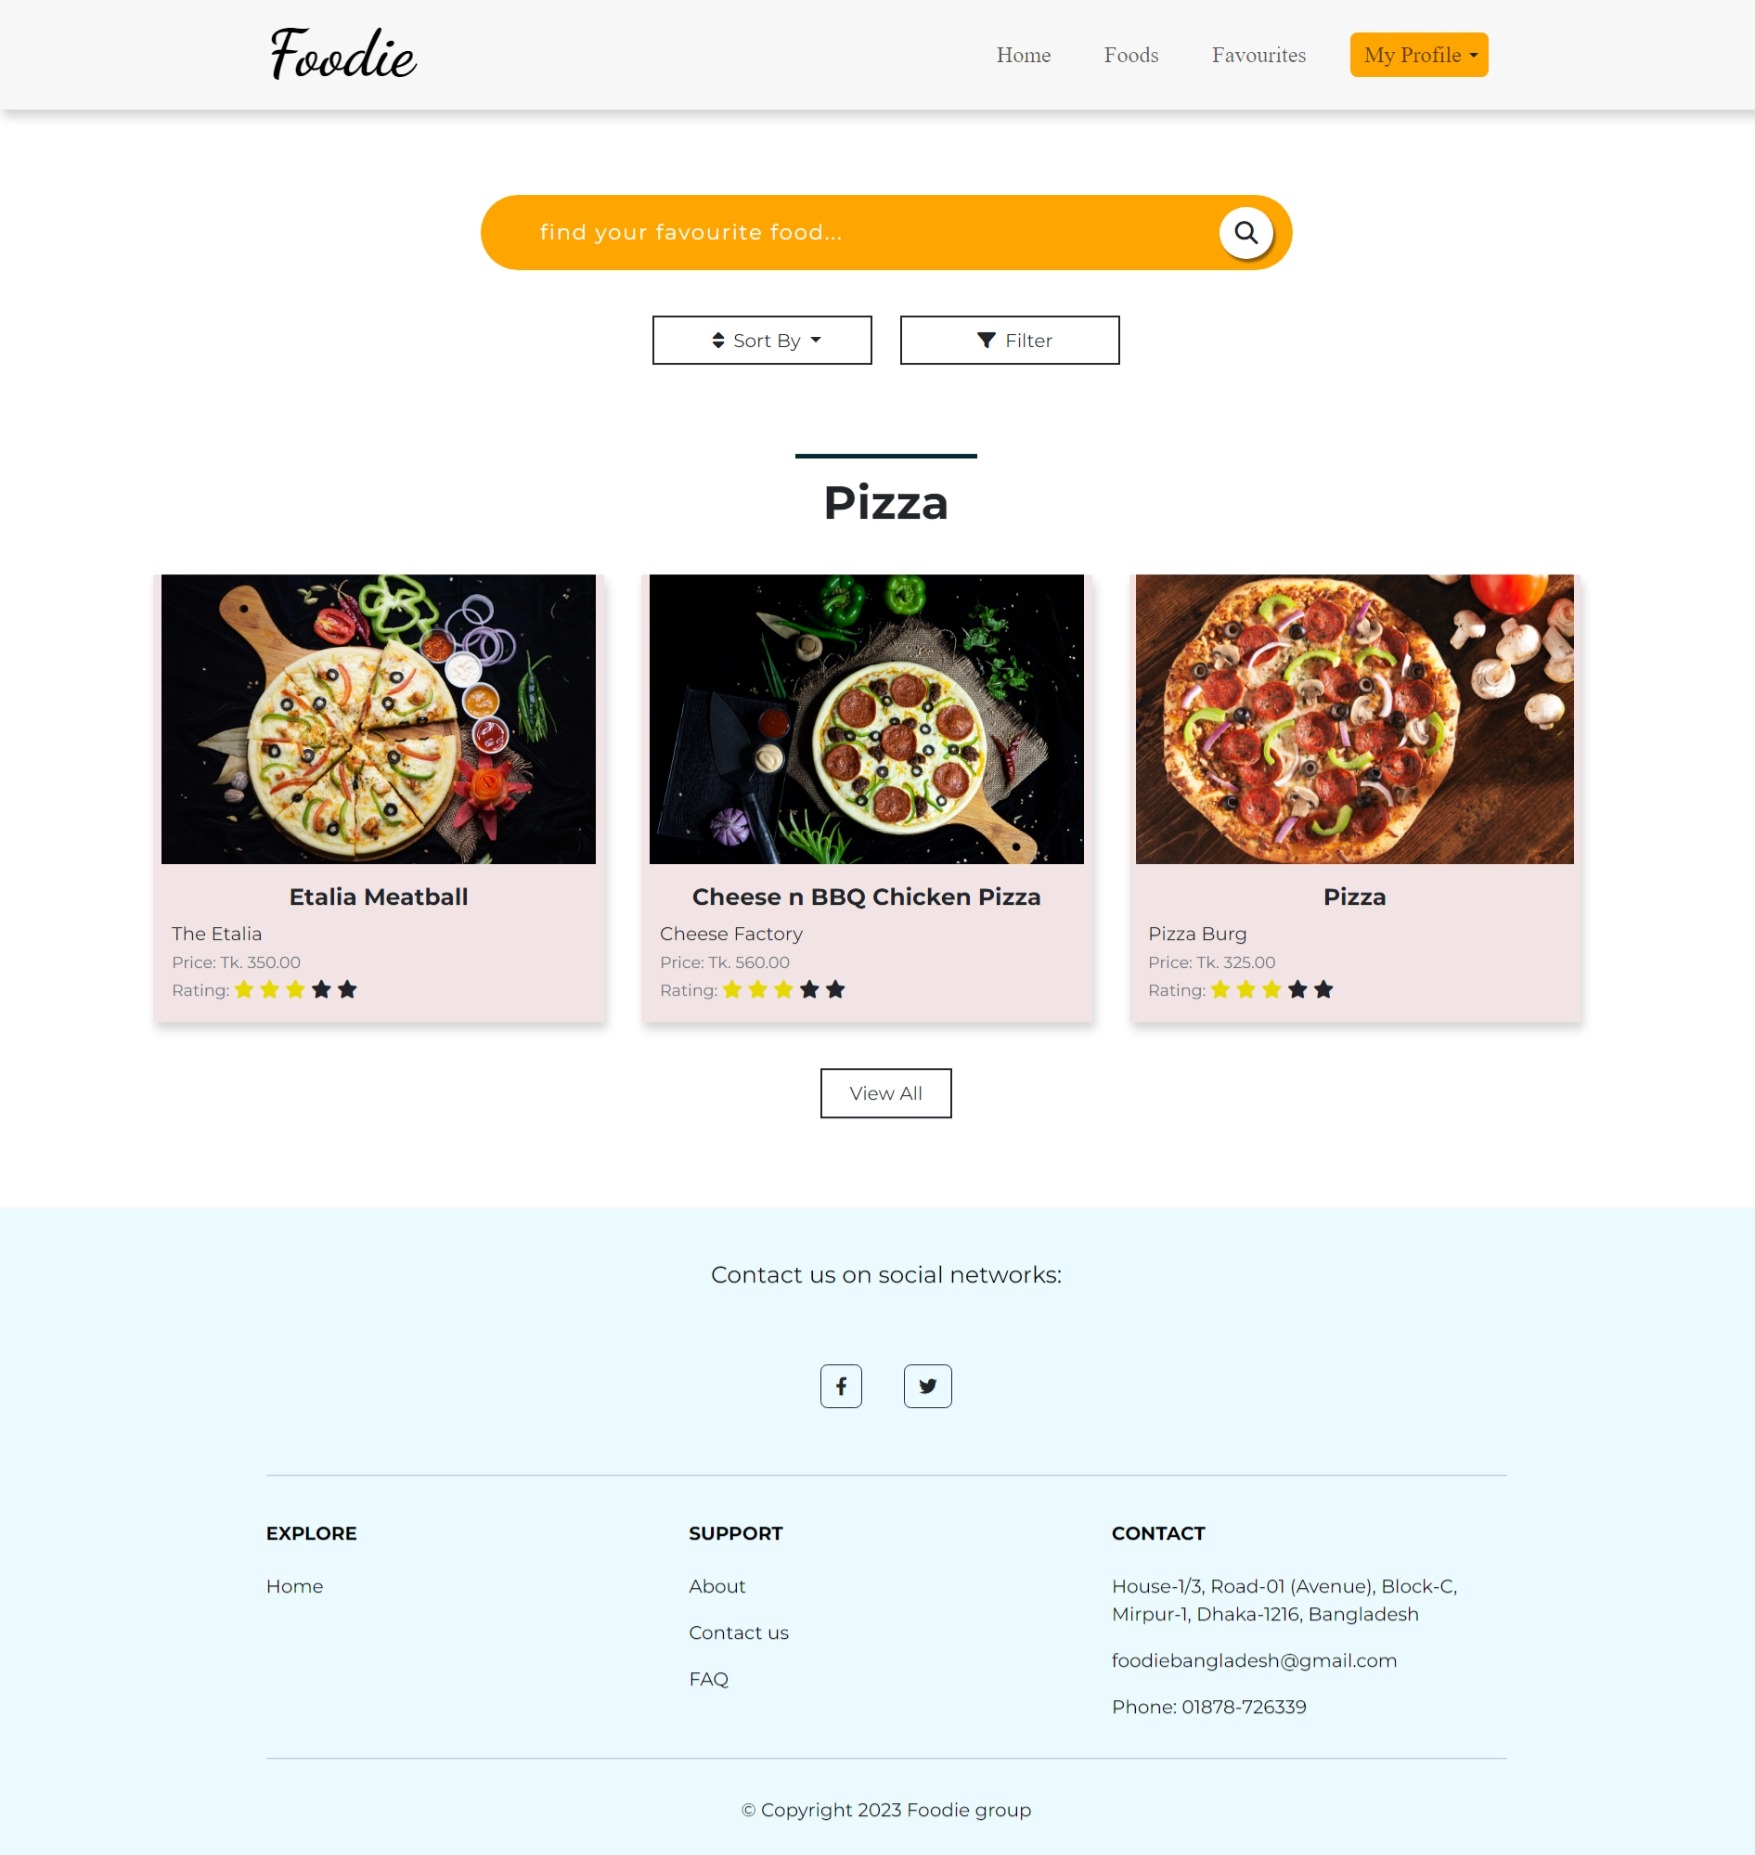 Foodie
Home
Foods
Favourites
My Profile
find your favourite food...
Sort By
Filter
Pizza
Etalia Meatball
The Etalia
Price: Tk. 350.00
Rating:
Cheese n BBQ Chicken Pizza
Cheese Factory
Price: Tk. 560.00
Rating:
Pizza
Pizza Burg
Price: Tk. 325.00
Rating:
View All
Contact us on social networks:
EXPLORE
Home
SUPPORT
About
Contact us
FAQ
CONTACT
House-1/3, Road-01 (Avenue), Block-C,
Mirpur-1, Dhaka-1216, Bangladesh
foodiebangladesh@gmail.com
Phone: 01878-726339
© Copyright 2023 Foodie group